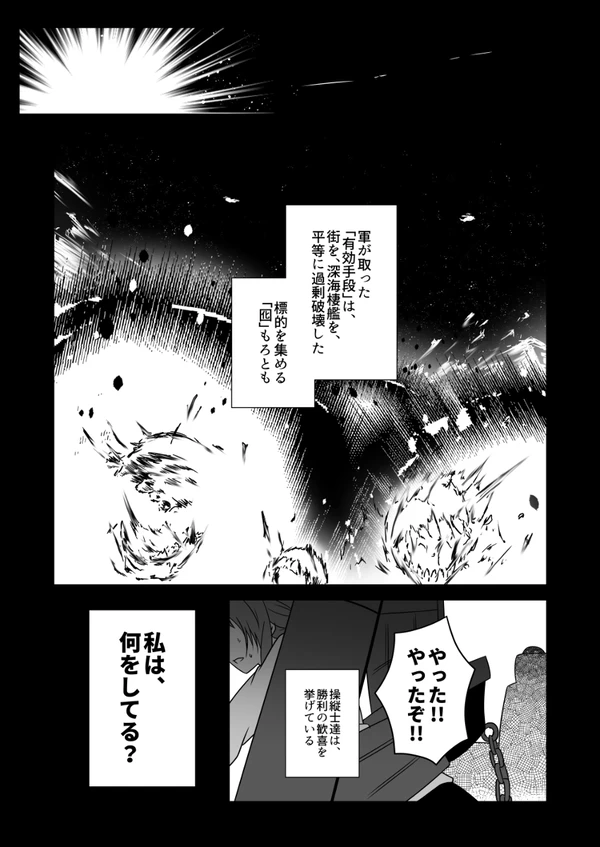 軍が取った
「有効手段」は、
街を、深海棲艦を、
平等に過剰破壊した
標的を集める
「囮」もろとも
やった!!
やったぞ!!
操縦士達は、
勝利の歓喜を
挙げている
私は、
何をしてる?